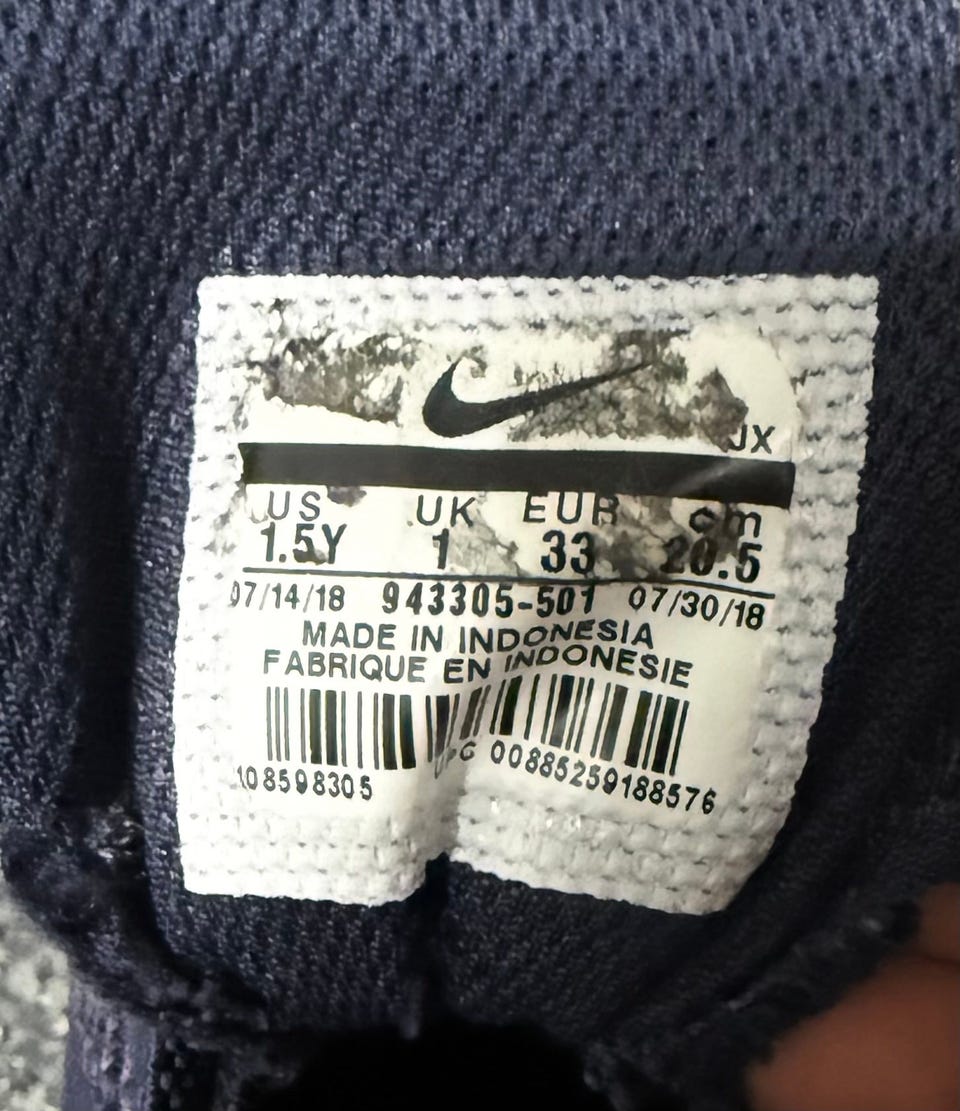 JX
US UK EUR cm
1.5Y 1 33 20.5
07/14/18 943305-501 07/30/18
MADE IN INDONESIA
FABRIQUE EN INDONESIE
108598305 UPC 00885259188576